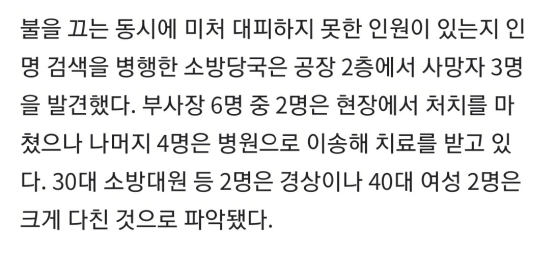 불을 끄는 동시에 미처 대피하지 못한 인원이 있는지 인
명 검색을 병행한 소방당국은 공장 2층에서 사망자 3명
을 발견했다. 부사장 6명 중 2명은 현장에서 처치를 마
쳤으나 나머지 4명은 병원으로 이송해 치료를 받고 있
다. 30대 소방대원 등 2명은 경상이나 40대 여성 2명은
크게 다친 것으로 파악됐다.